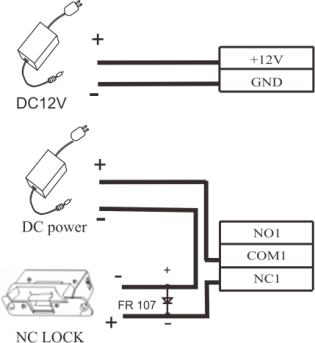 +
+12V
GND
-
DC12V
+
-
DC power
NO1
COM1
NC1
-
+
FR 107
+
-
NC LOCK